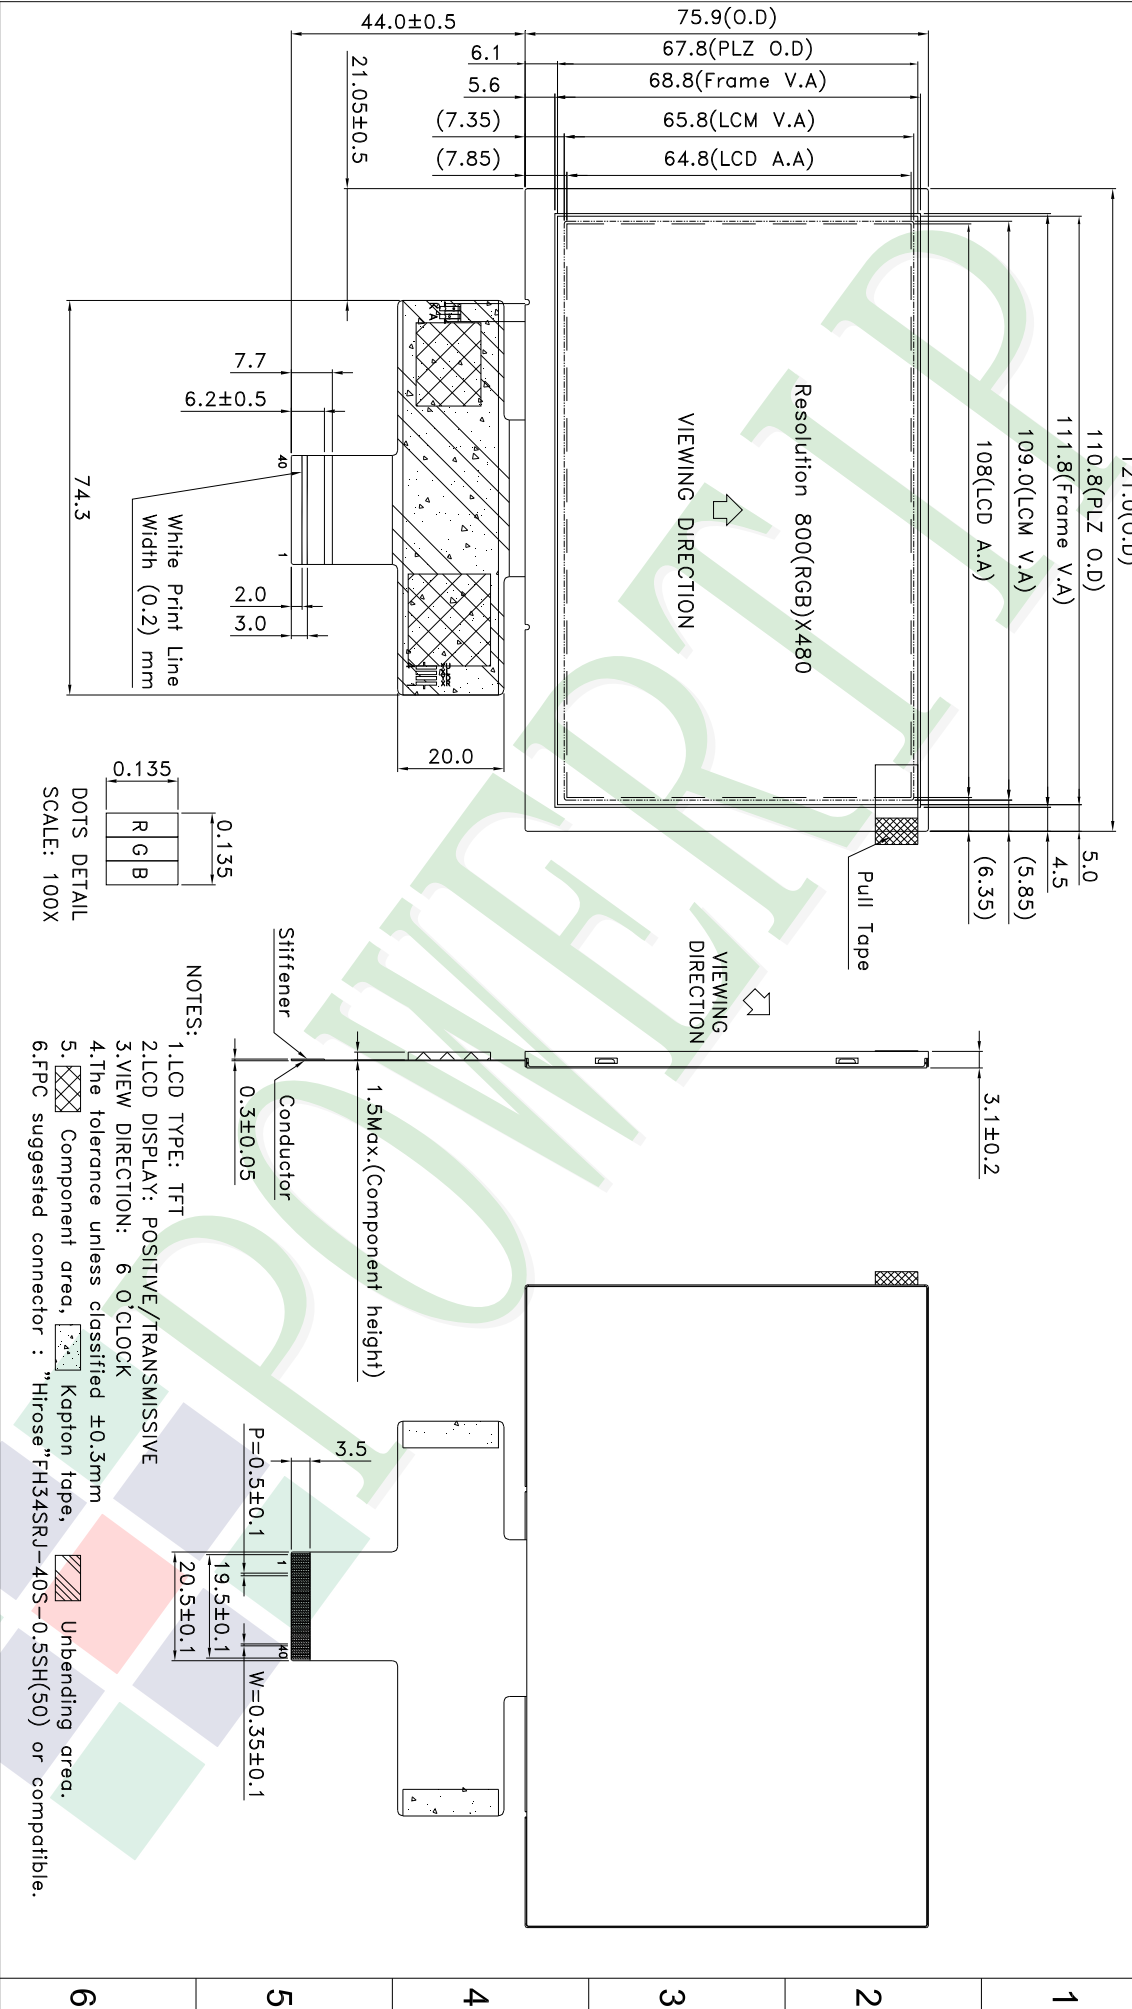 121.0(O.D)
110.8(PLZ O.D)
111.8(Frame V.A)
109.0(LCM V.A)
108(LCD A.A)
5.0
4.5
(5.85)
(6.35)
75.9(O.D)
67.8(PLZ O.D)
68.8(Frame V.A)
65.8(LCM V.A)
64.8(LCD A.A)
44.0±0.5
6.1
5.6
(7.35)
(7.85)
21.05±0.5
Resolution 800(RGB)X480
VIEWING DIRECTION
Pull Tape
7.7
6.2±0.5
40
1
2.0
3.0
White Print Line
Width (0.2) mm
74.3
20.0
0.135
0.135
R G B
DOTS DETAIL
SCALE: 100X
VIEWING
DIRECTION
3.1±0.2
Stiffener
Conductor
1.5Max.(Component height)
0.3±0.05
3.5
P=0.5±0.1
W=0.35±0.1
1
40
19.5±0.1
20.5±0.1
NOTES:
1.LCD TYPE: TFT
2.LCD DISPLAY: POSITIVE/TRANSMISSIVE
3.VIEW DIRECTION: 6 O'CLOCK
4.The tolerance unless classified ±0.3mm
5. Component area, Kapton tape, Unbending area.
6.FPC suggested connector : "Hirose"FH34SRJ-40S-0.5SH(50) or compatible.
1
2
3
4
5
6
POWERTIP